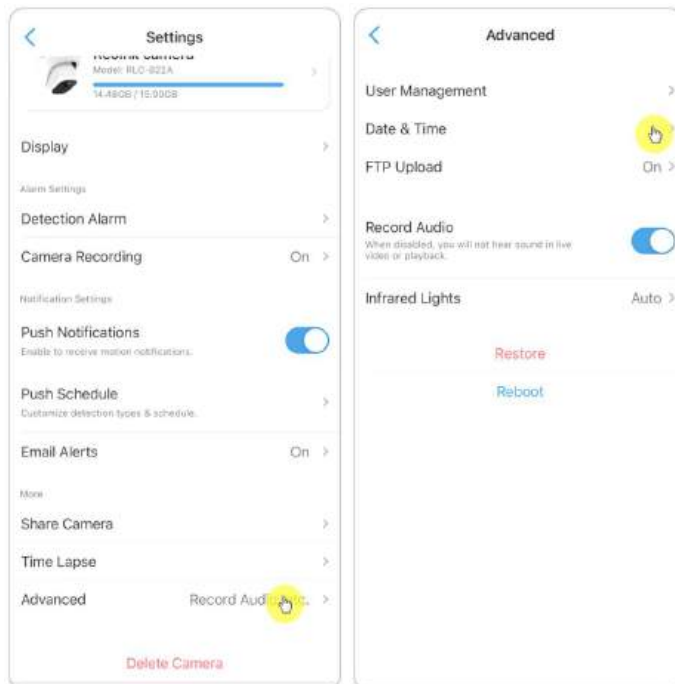 Settings
Reolink camera
Model: RLC-822A
14.48GB / 15.00GB
Display
Alarm Settings
Detection Alarm
Camera Recording On
Notification Settings
Push Notifications
Enable to receive motion notifications.
Push Schedule
Customize detection types & schedule.
Email Alerts On
More
Share Camera
Time Lapse
Advanced Record Audio, etc.
Delete Camera
Advanced
User Management
Date & Time
FTP Upload On
Record Audio
When disabled, you will not hear sound in live
video or playback.
Infrared Lights Auto
Restore
Reboot